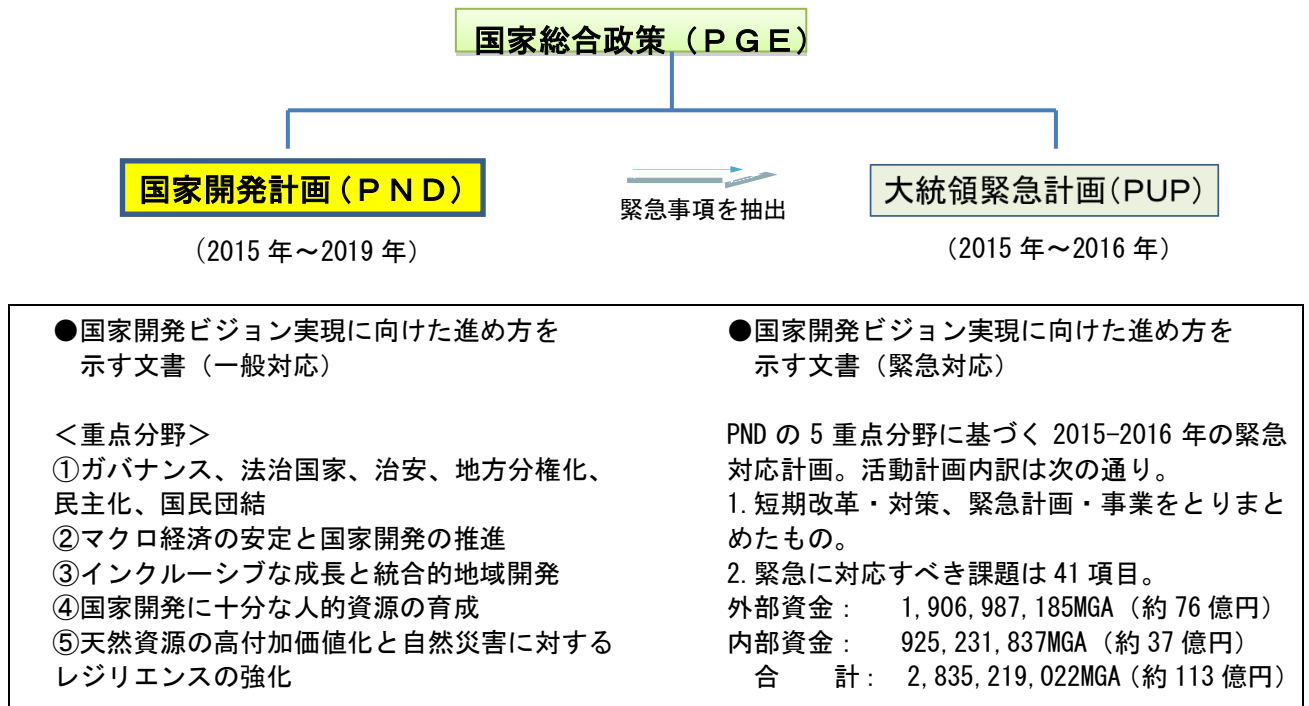 国家総合政策（ＰＧＥ）
国家開発計画（ＰＮＤ）
（2015 年～2019 年）
緊急事項を抽出
大統領緊急計画（PUP）
（2015 年～2016 年）
●国家開発ビジョン実現に向けた進め方を
示す文書（一般対応）
＜重点分野＞
①ガバナンス、法治国家、治安、地方分権化、
民主化、国民団結
②マクロ経済の安定と国家開発の推進
③インクルーシブな成長と統合的地域開発
④国家開発に十分な人的資源の育成
⑤天然資源の高付加価値化と自然災害に対する
レジリエンスの強化
●国家開発ビジョン実現に向けた進め方を
示す文書（緊急対応）
PND の 5 重点分野に基づく 2015-2016 年の緊急
対応計画。活動計画内訳は次の通り。
1. 短期改革・対策、緊急計画・事業をとりまと
めたもの。
2. 緊急に対応すべき課題は 41 項目。
外部資金： 1,906,987,185MGA（約 76 億円）
内部資金： 925,231,837MGA（約 37 億円）
合　　計： 2,835,219,022MGA（約 113 億円）